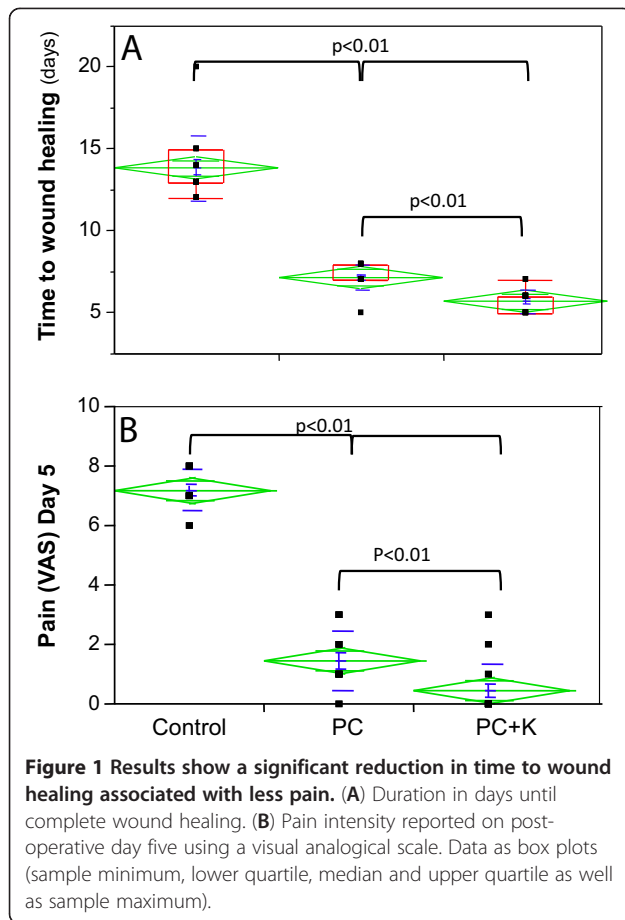 A
p<0.01
20
15
10
5
Time to wound healing (days)
p<0.01
B
p<0.01
10
8
6
4
2
0
Pain (VAS) Day 5
P<0.01
Control PC PC+K
Figure 1 Results show a significant reduction in time to wound
healing associated with less pain. (A) Duration in days until
complete wound healing. (B) Pain intensity reported on post-
operative day five using a visual analogical scale. Data as box plots
(sample minimum, lower quartile, median and upper quartile as well
as sample maximum).